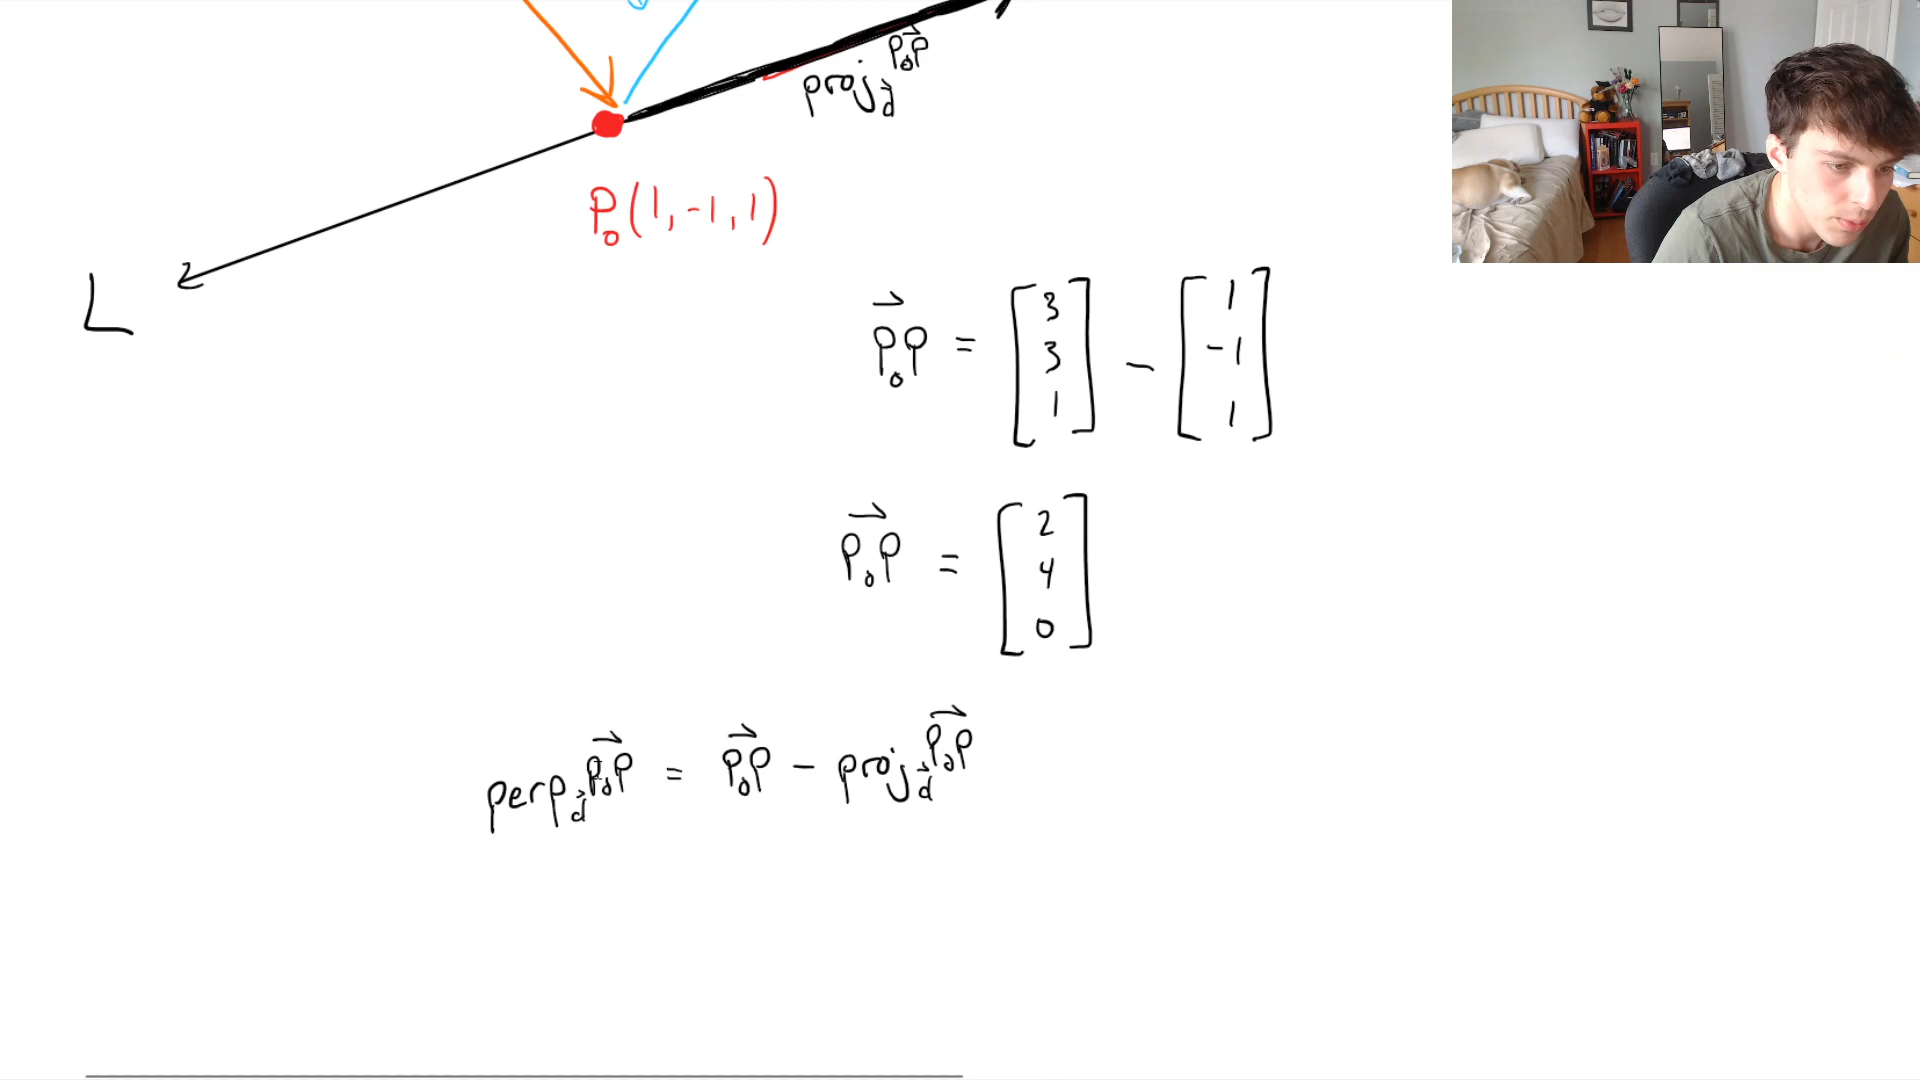 proj_d⃗ P₀P⃗
P₀(1, -1, 1)
L
P₀P⃗ = [3 3 1] - [1 -1 1]
P₀P⃗ = [2 4 0]
perp_d⃗ P₀P⃗ = P₀P⃗ - proj_d⃗ P₀P⃗